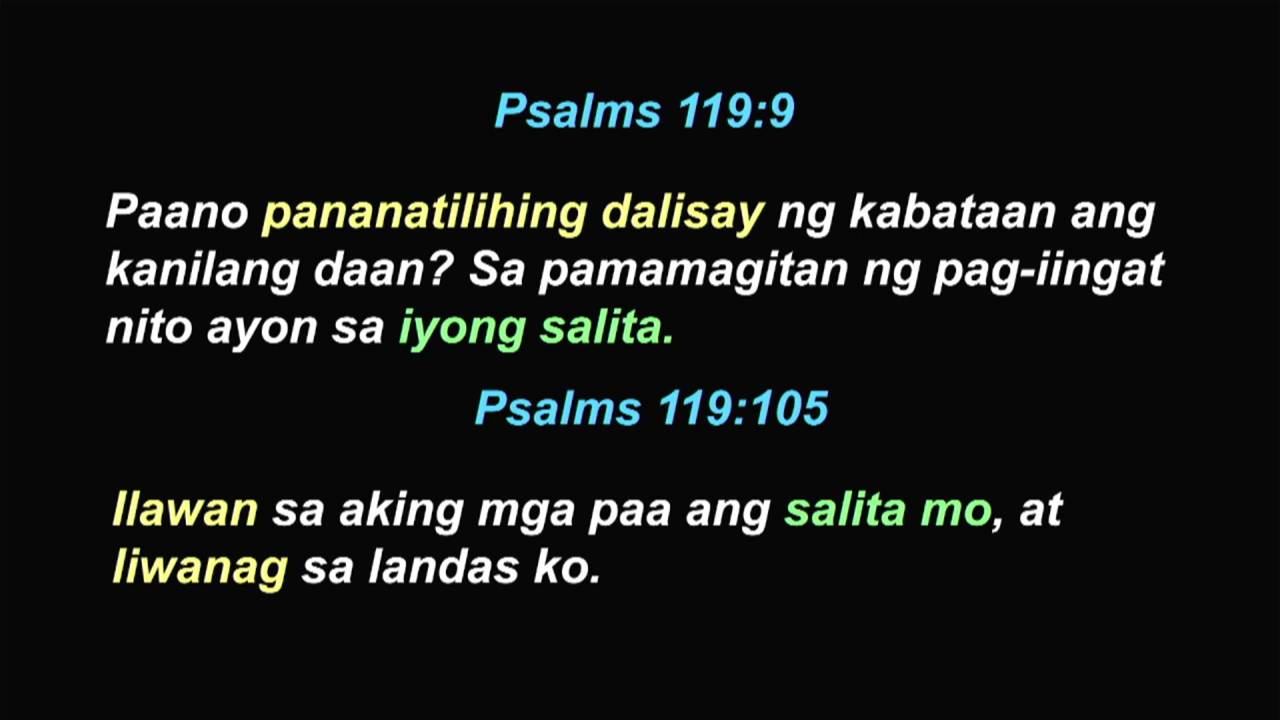 Psalms 119:9
Paano pananatilihing dalisay ng kabataan ang
kanilang daan? Sa pamamagitan ng pag-iingat
nito ayon sa iyong salita.
Psalms 119:105
Ilawan sa aking mga paa ang salita mo, at
liwanag sa landas ko.